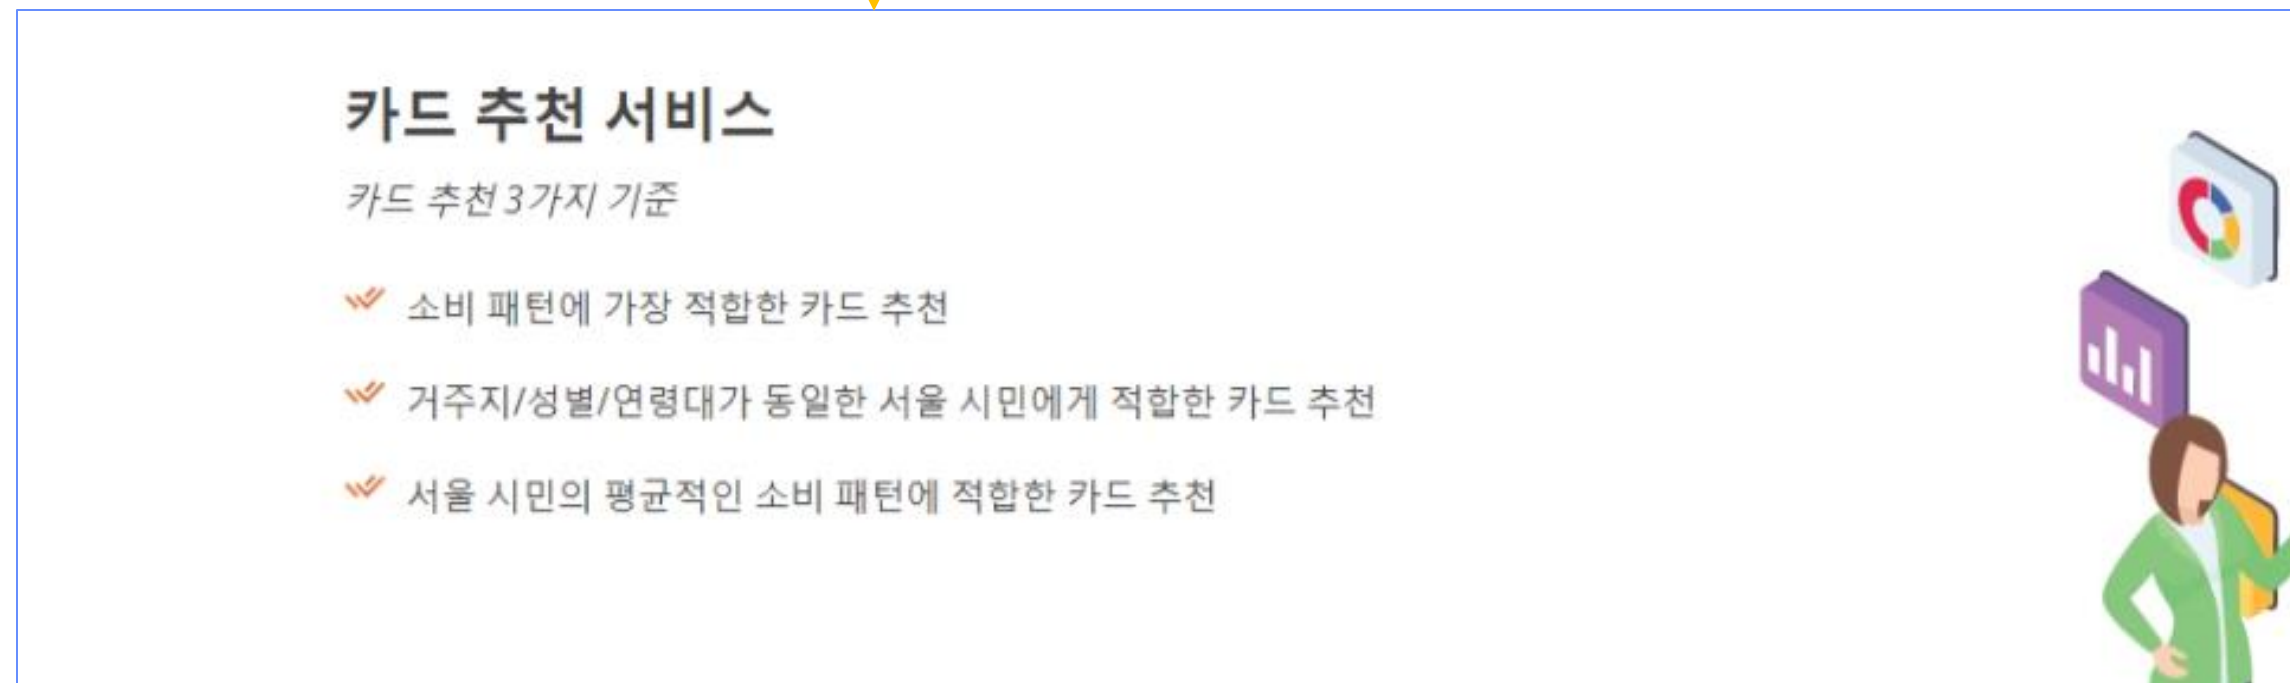 카드 추천 서비스
카드 추천 3가지 기준
소비 패턴에 가장 적합한 카드 추천
거주지/성별/연령대가 동일한 서울 시민에게 적합한 카드 추천
서울 시민의 평균적인 소비 패턴에 적합한 카드 추천